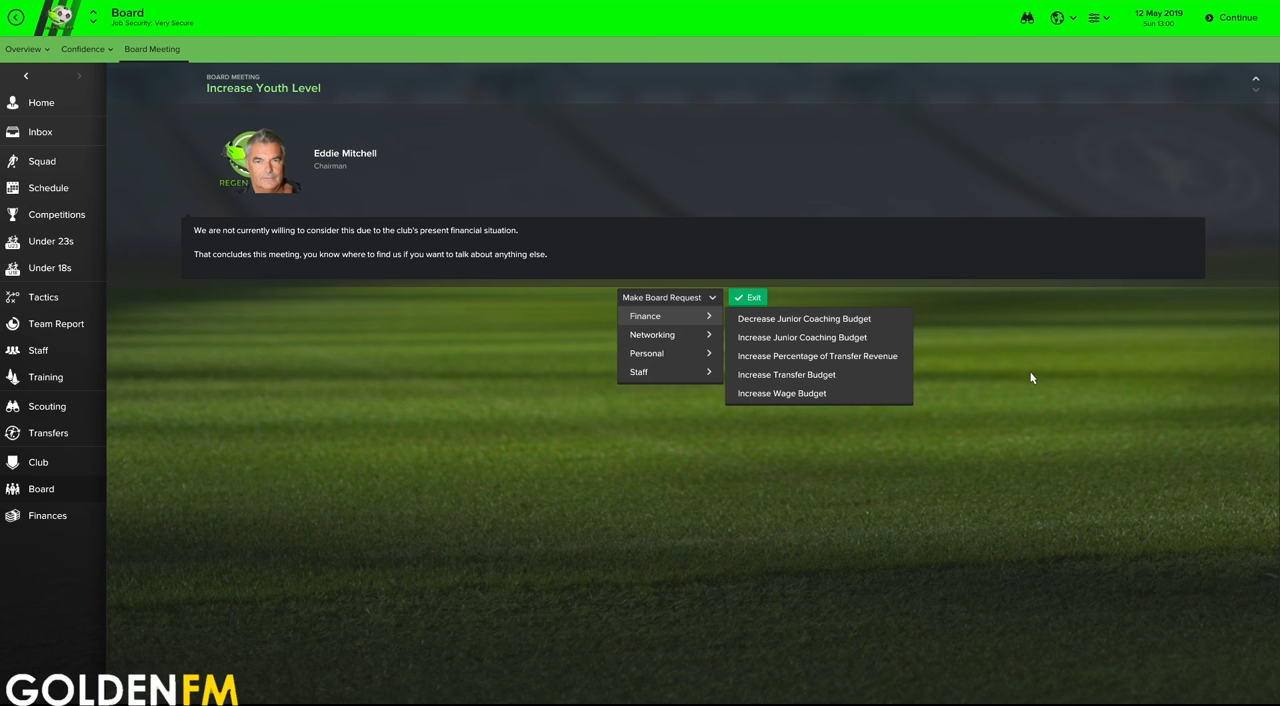 Board
Job Security: Very Secure
12 May 2019
Sun 13:00
Continue
Overview
Confidence
Board Meeting
Home
Inbox
Squad
Schedule
Competitions
Under 23s
Under 18s
Tactics
Team Report
Staff
Training
Scouting
Transfers
Club
Board
Finances
BOARD MEETING
Increase Youth Level
REGEN
Eddie Mitchell
Chairman
We are not currently willing to consider this due to the club's present financial situation.
That concludes this meeting, you know where to find us if you want to talk about anything else.
Make Board Request
Exit
Finance
Networking
Personal
Staff
Decrease Junior Coaching Budget
Increase Junior Coaching Budget
Increase Percentage of Transfer Revenue
Increase Transfer Budget
Increase Wage Budget
GOLDENFM